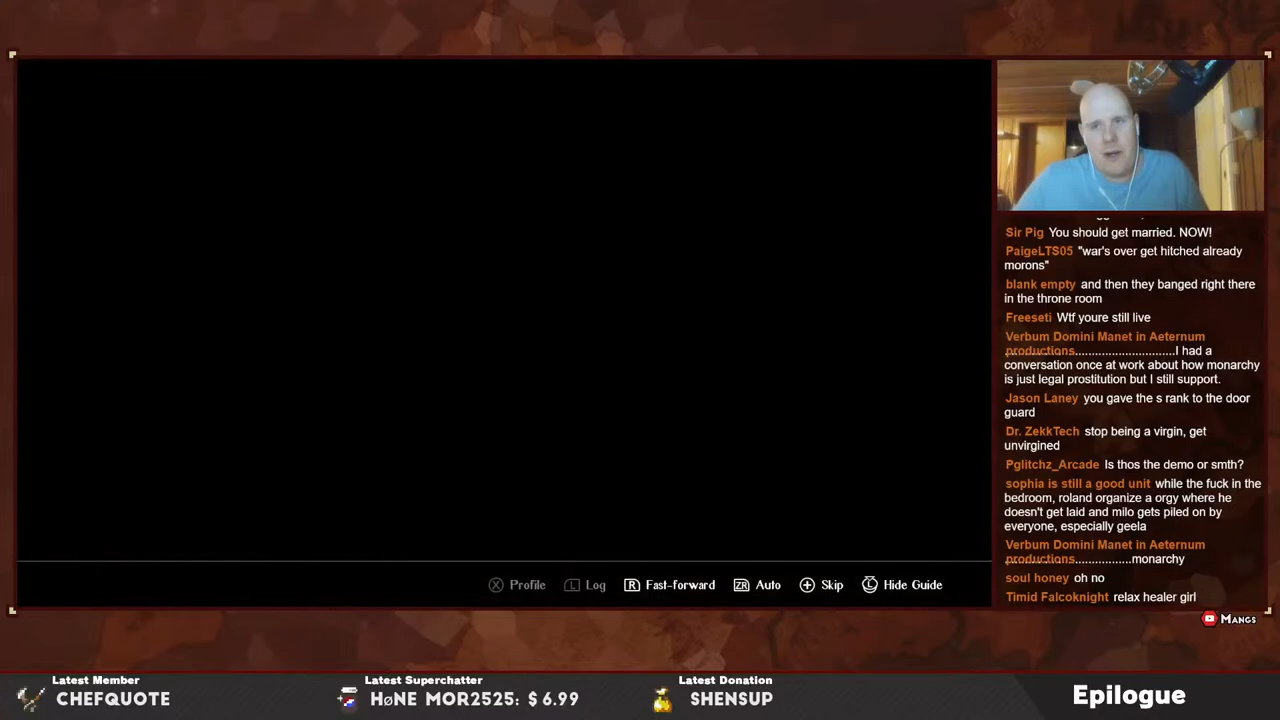 Sir Pig You should get married. NOW!
PaigeLTS05 "war's over get hitched already
morons"
blank empty and then they banged right there
in the throne room
Freeseti Wtf youre still live
Verbum Domini Manet in Aeternum
productions..............................I had a
conversation once at work about how monarchy
is just legal prostitution but I still support.
Jason Laney you gave the s rank to the door
guard
Dr. ZekkTech stop being a virgin, get
unvirgined
Pglitchz_Arcade Is thos the demo or smth?
sophia is still a good unit while the fuck in the
bedroom, roland organize a orgy where he
doesn't get laid and milo gets piled on by
everyone, especially geela
Verbum Domini Manet in Aeternum
productions.................monarchy
soul honey oh no
Timid Falcoknight relax healer girl
X Profile L Log R Fast-forward ZR Auto + Skip L Hide Guide
Mangs
Latest Member
CHEFQUOTE
Latest Superchatter
HøNE MOR2525: $ 6.99
Latest Donation
SHENSUP
Epilogue